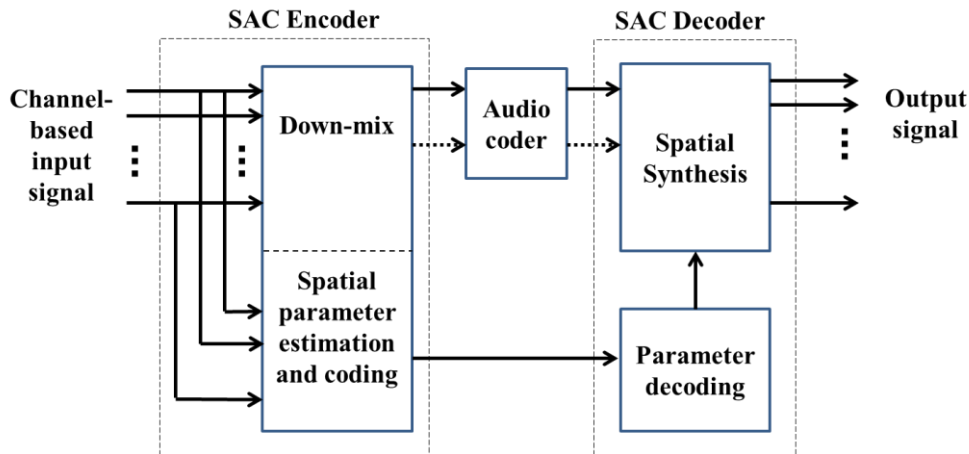 SAC Encoder
SAC Decoder
Channel-
based
input
signal
Down-mix
Audio
coder
Spatial
Synthesis
Output
signal
Spatial
parameter
estimation
and coding
Parameter
decoding